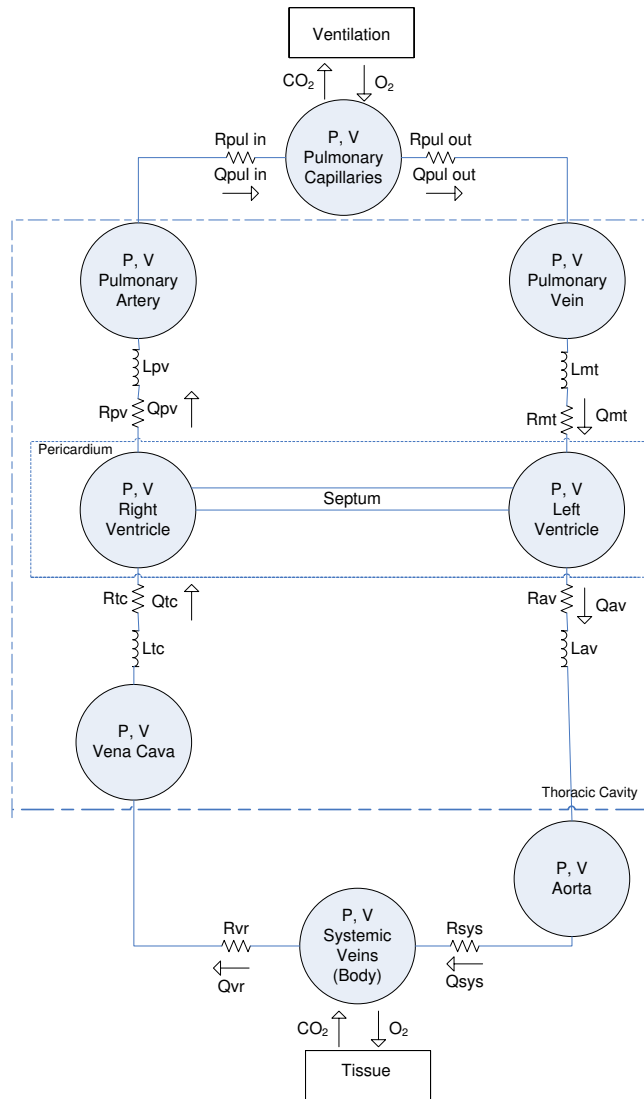 Ventilation
CO2 O2
Rpul in
Qpul in
P, V
Pulmonary
Capillaries
Rpul out
Qpul out
P, V
Pulmonary
Artery
P, V
Pulmonary
Vein
Lpv
Lmt
Rpv Qpv
Rmt Qmt
Pericardium
P, V
Right
Ventricle
Septum
P, V
Left
Ventricle
Rtc Qtc
Rav Qav
Ltc
Lav
P, V
Vena Cava
Thoracic Cavity
P, V
Aorta
Rvr
Qvr
P, V
Systemic
Veins
(Body)
Rsys
Qsys
CO2 O2
Tissue